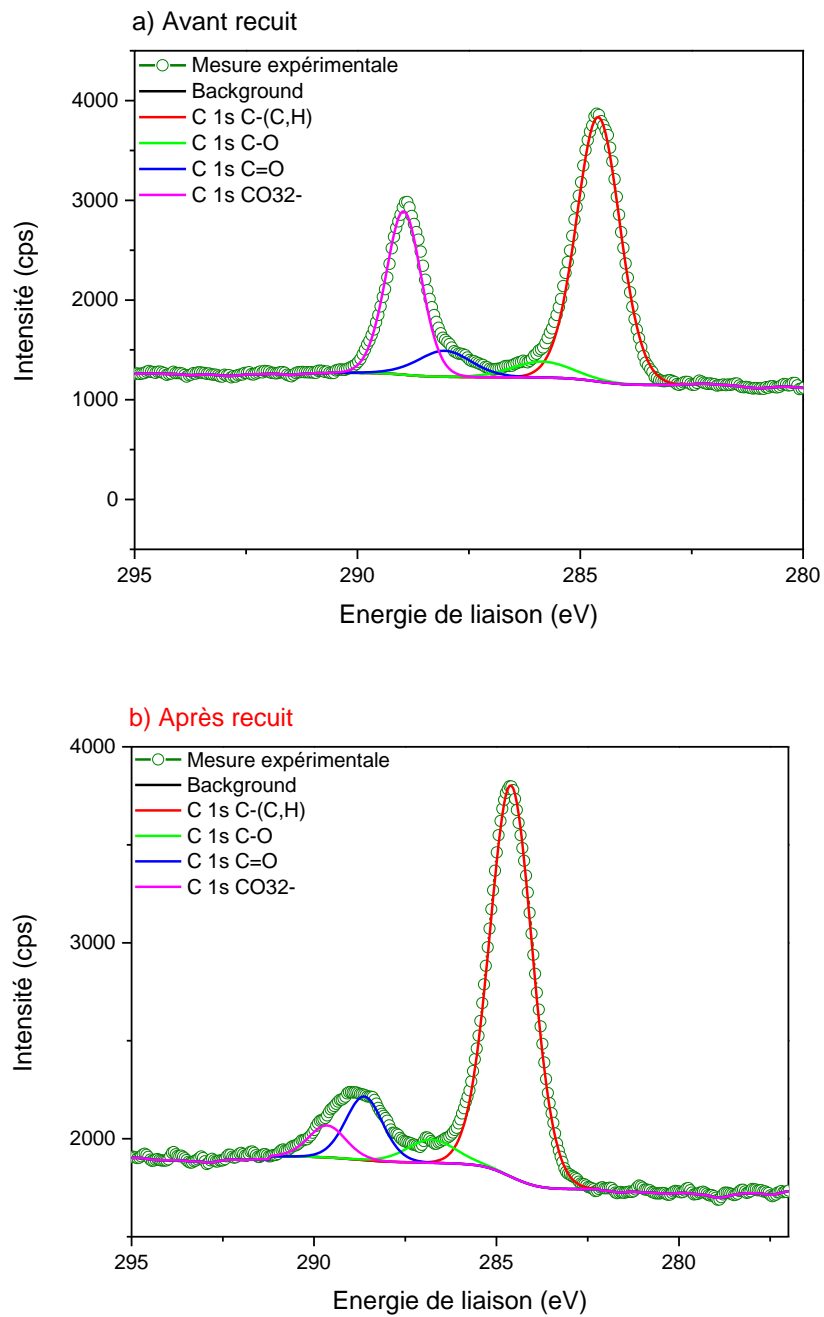 a) Avant recuit
Mesure expérimentale
Background
C 1s C-(C,H)
C 1s C-O
C 1s C=O
C 1s CO32-
4000
3000
2000
1000
0
Intensité (cps)
295 290 285 280
Energie de liaison (eV)
b) Après recuit
Mesure expérimentale
Background
C 1s C-(C,H)
C 1s C-O
C 1s C=O
C 1s CO32-
4000
3000
2000
Intensité (cps)
295 290 285 280
Energie de liaison (eV)